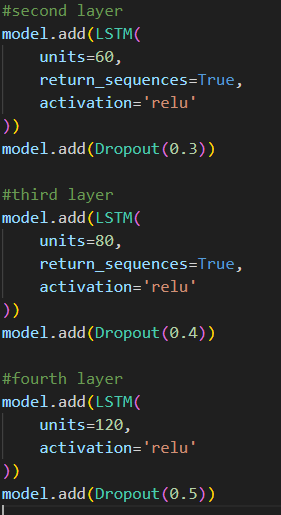 #second layer
model.add(LSTM(
    units=60,
    return_sequences=True,
    activation='relu'
))
model.add(Dropout(0.3))

#third layer
model.add(LSTM(
    units=80,
    return_sequences=True,
    activation='relu'
))
model.add(Dropout(0.4))

#fourth layer
model.add(LSTM(
    units=120,
    activation='relu'
))
model.add(Dropout(0.5))